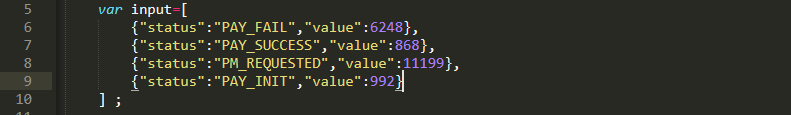 5 var input=[
6 {"status":"PAY_FAIL","value":6248},
7 {"status":"PAY_SUCCESS","value":868},
8 {"status":"PM_REQUESTED","value":11199},
9 {"status":"PAY_INIT","value":992}
10 ] ;